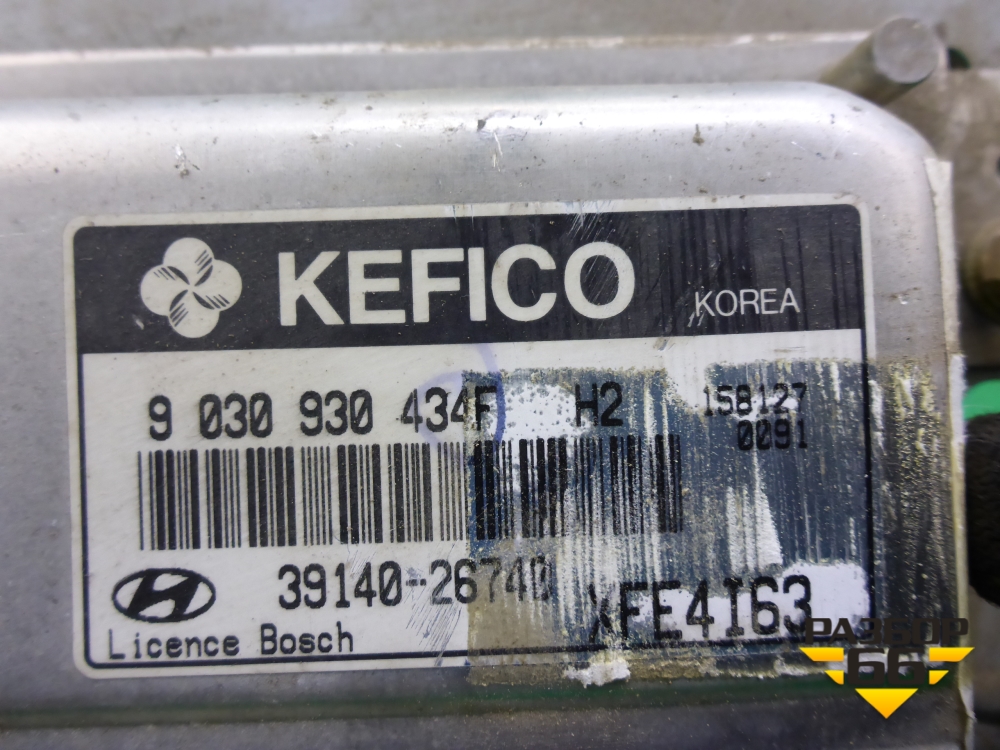 KEFICO KOREA
9 030 930 434F H2 158127
0091
39140-26740 XFE4I63
Licence Bosch
РАЗБОР
66